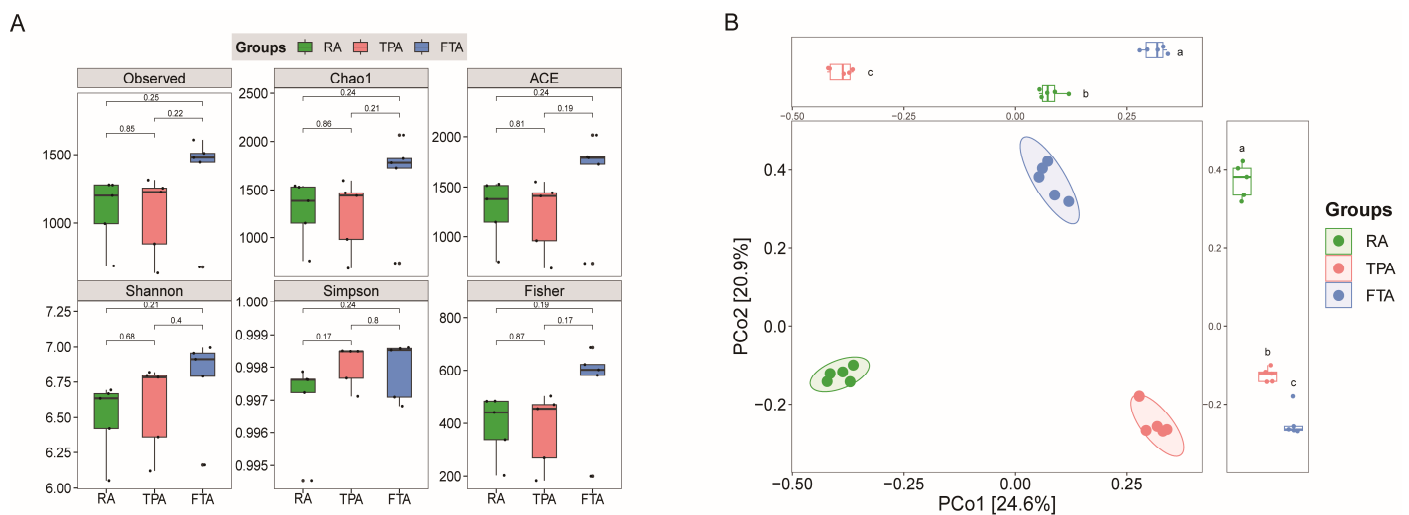 A
Groups RA TPA FTA
Observed
0.25
0.22
0.85
1500
1000
Chao1
0.24
0.21
0.86
2500
2000
1500
1000
ACE
0.24
0.19
0.81
2000
1500
1000
Shannon
0.21
0.4
0.68
7.25
7.00
6.75
6.50
6.25
6.00
RA TPA FTA
Simpson
0.24
0.8
0.17
1.000
0.999
0.998
0.997
0.996
0.995
RA TPA FTA
Fisher
0.19
0.17
0.87
800
600
400
200
RA TPA FTA
B
a
c
b
−0.50 −0.25 0.00 0.25
0.4
0.2
0.0
−0.2
PCo2 [20.9%]
−0.50 −0.25 0.00 0.25
PCo1 [24.6%]
a
0.4
0.2
0.0
b
c
−0.2
Groups
RA
TPA
FTA